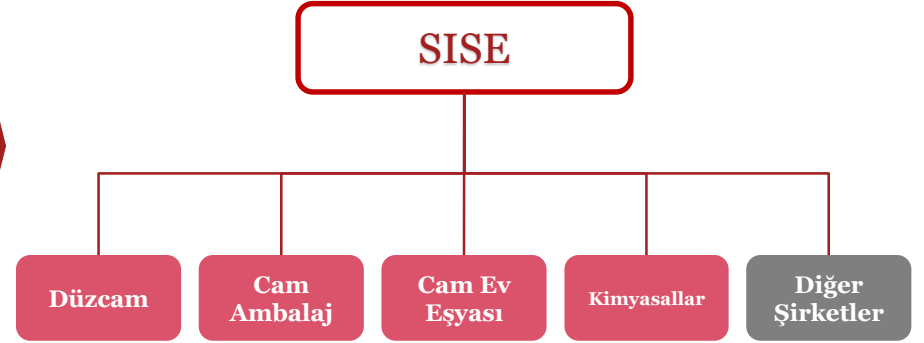 SISE
Düzcam
Cam
Ambalaj
Cam Ev
Eşyası
Kimyasallar
Diğer
Şirketler